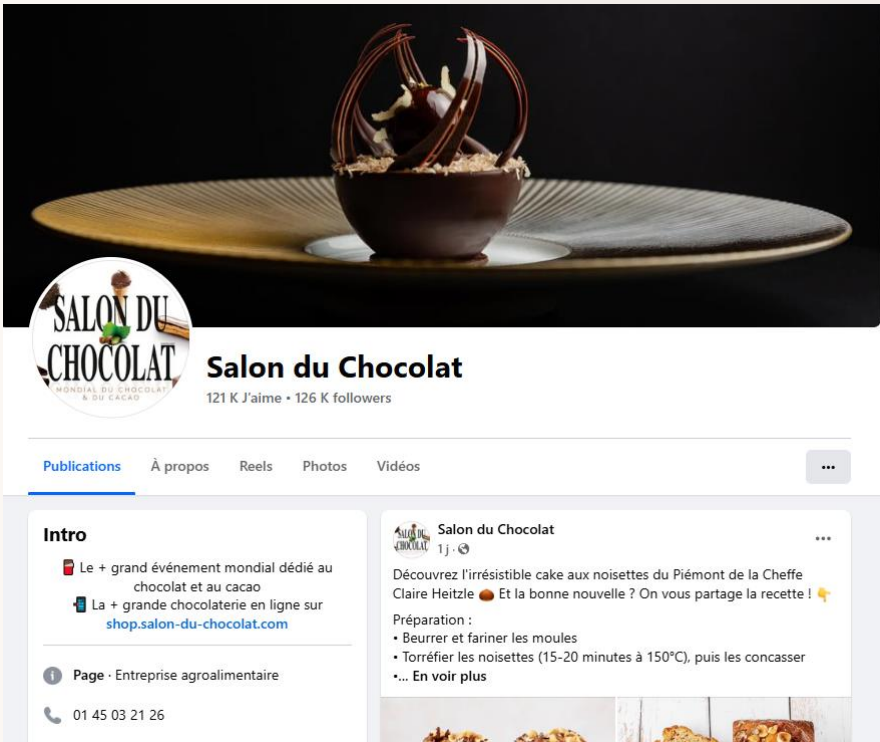 SALON DU
CHOCOLAT
MONDIAL DU CHOCOLAT
& DU CACAO
Salon du Chocolat
121 K J'aime • 126 K followers
Publications
À propos
Reels
Photos
Vidéos
Intro
Le + grand événement mondial dédié au
chocolat et au cacao
La + grande chocolaterie en ligne sur
shop.salon-du-chocolat.com
Page · Entreprise agroalimentaire
01 45 03 21 26
SALON DU
CHOCOLAT
Salon du Chocolat
1 j ·
Découvrez l'irrésistible cake aux noisettes du Piémont de la Cheffe
Claire Heitzle 🌰 Et la bonne nouvelle ? On vous partage la recette ! 👇
Préparation :
• Beurrer et fariner les moules
• Torréfier les noisettes (15-20 minutes à 150°C), puis les concasser
•... En voir plus